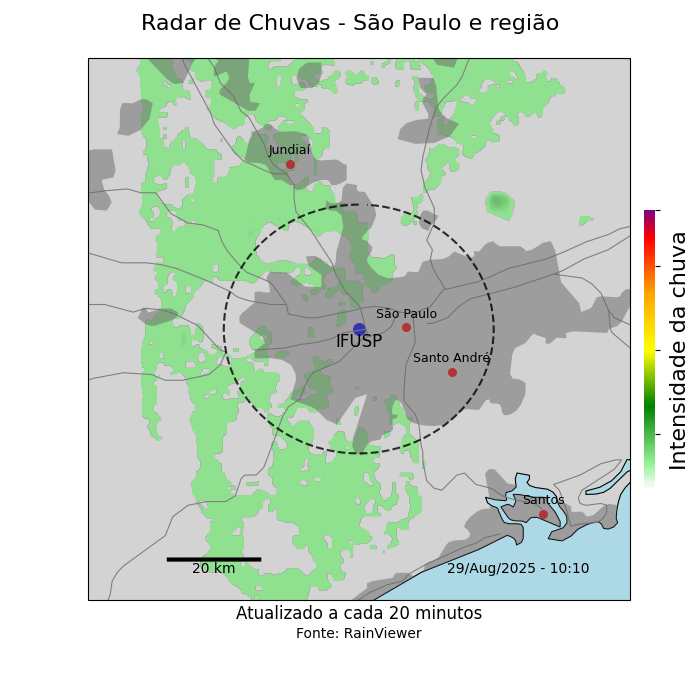 Radar de Chuvas - São Paulo e região
Jundiaí
São Paulo
IFUSP
Santo André
Santos
20 km
29/Aug/2025 - 10:10
Intensidade da chuva
Atualizado a cada 20 minutos
Fonte: RainViewer